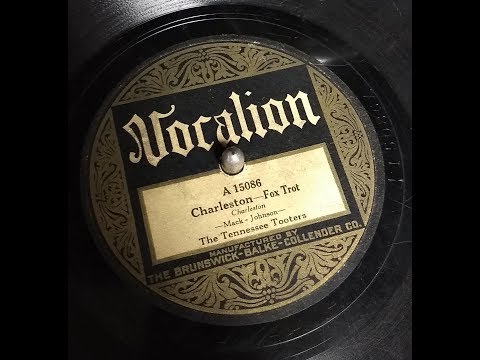 Vocalion
A 15086
Charleston—Fox Trot
Charleston
—Mack - Johnson—
The Tennessee Tooters
MANUFACTURED BY
THE BRUNSWICK-BALKE-COLLENDER CO.